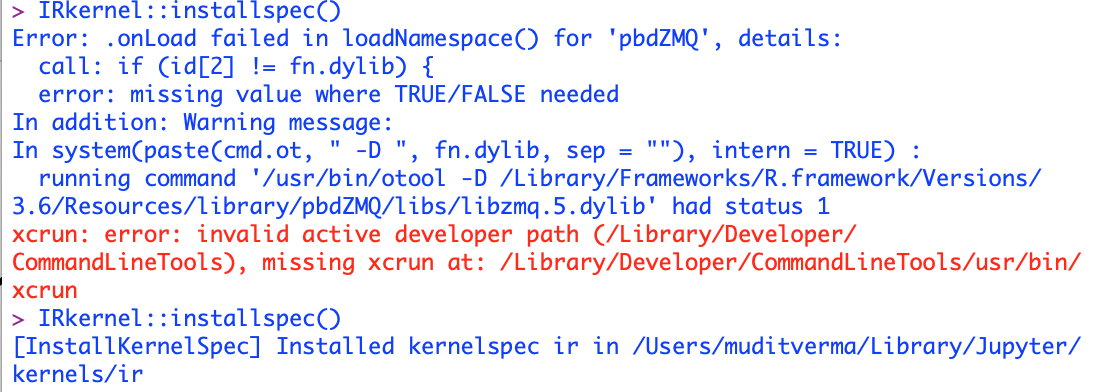 > IRkernel::installspec()
Error: .onLoad failed in loadNamespace() for 'pbdZMQ', details:
  call: if (id[2] != fn.dylib) {
  error: missing value where TRUE/FALSE needed
In addition: Warning message:
In system(paste(cmd.ot, " -D ", fn.dylib, sep = ""), intern = TRUE) :
  running command '/usr/bin/otool -D /Library/Frameworks/R.framework/Versions/
3.6/Resources/library/pbdZMQ/libs/libzmq.5.dylib' had status 1
xcrun: error: invalid active developer path (/Library/Developer/
CommandLineTools), missing xcrun at: /Library/Developer/CommandLineTools/usr/bin/
xcrun
> IRkernel::installspec()
[InstallKernelSpec] Installed kernelspec ir in /Users/muditverma/Library/Jupyter/
kernels/ir